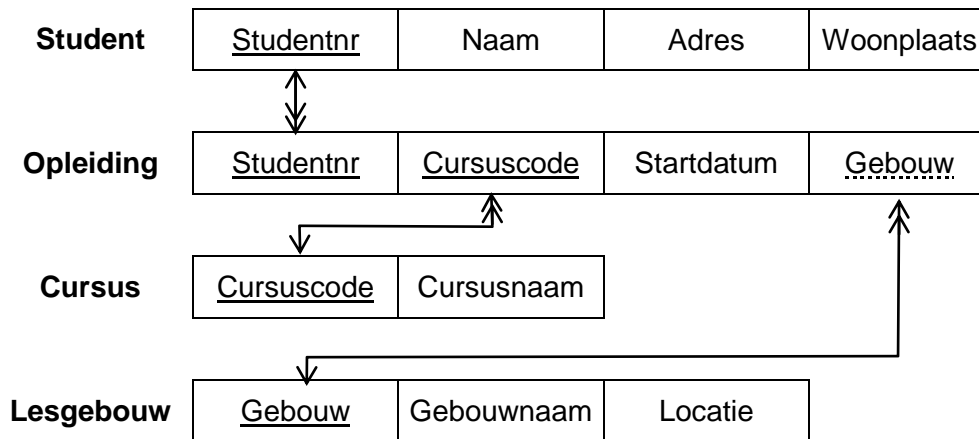 Student Studentnr Naam Adres Woonplaats
Opleiding Studentnr Cursuscode Startdatum Gebouw
Cursus Cursuscode Cursusnaam
Lesgebouw Gebouw Gebouwnaam Locatie